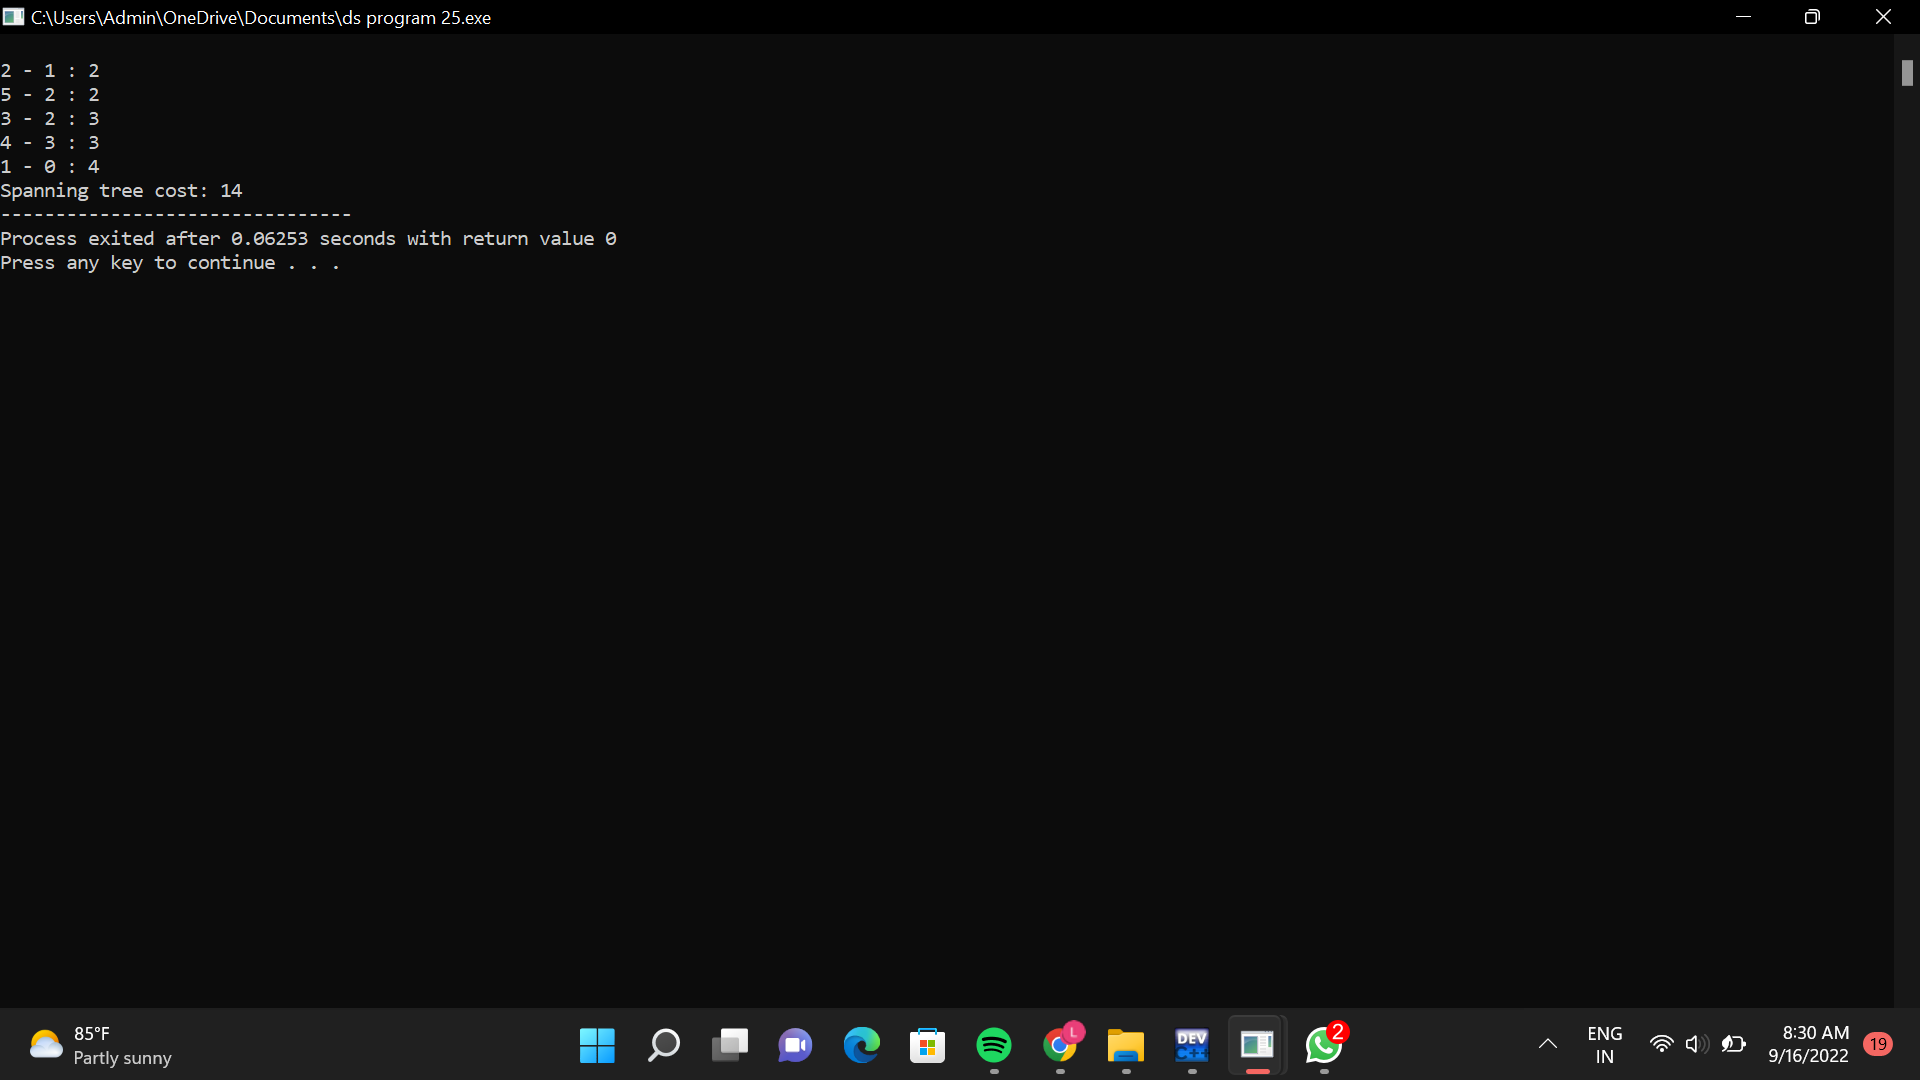 C:\Users\Admin\OneDrive\Documents\ds program 25.exe
2 - 1 : 2
5 - 2 : 2
3 - 2 : 3
4 - 3 : 3
1 - 0 : 4
Spanning tree cost: 14
--------------------------------
Process exited after 0.06253 seconds with return value 0
Press any key to continue . . .
85°F
Partly sunny
L
DEV
C++
2
ENG
IN
8:30 AM
9/16/2022
19